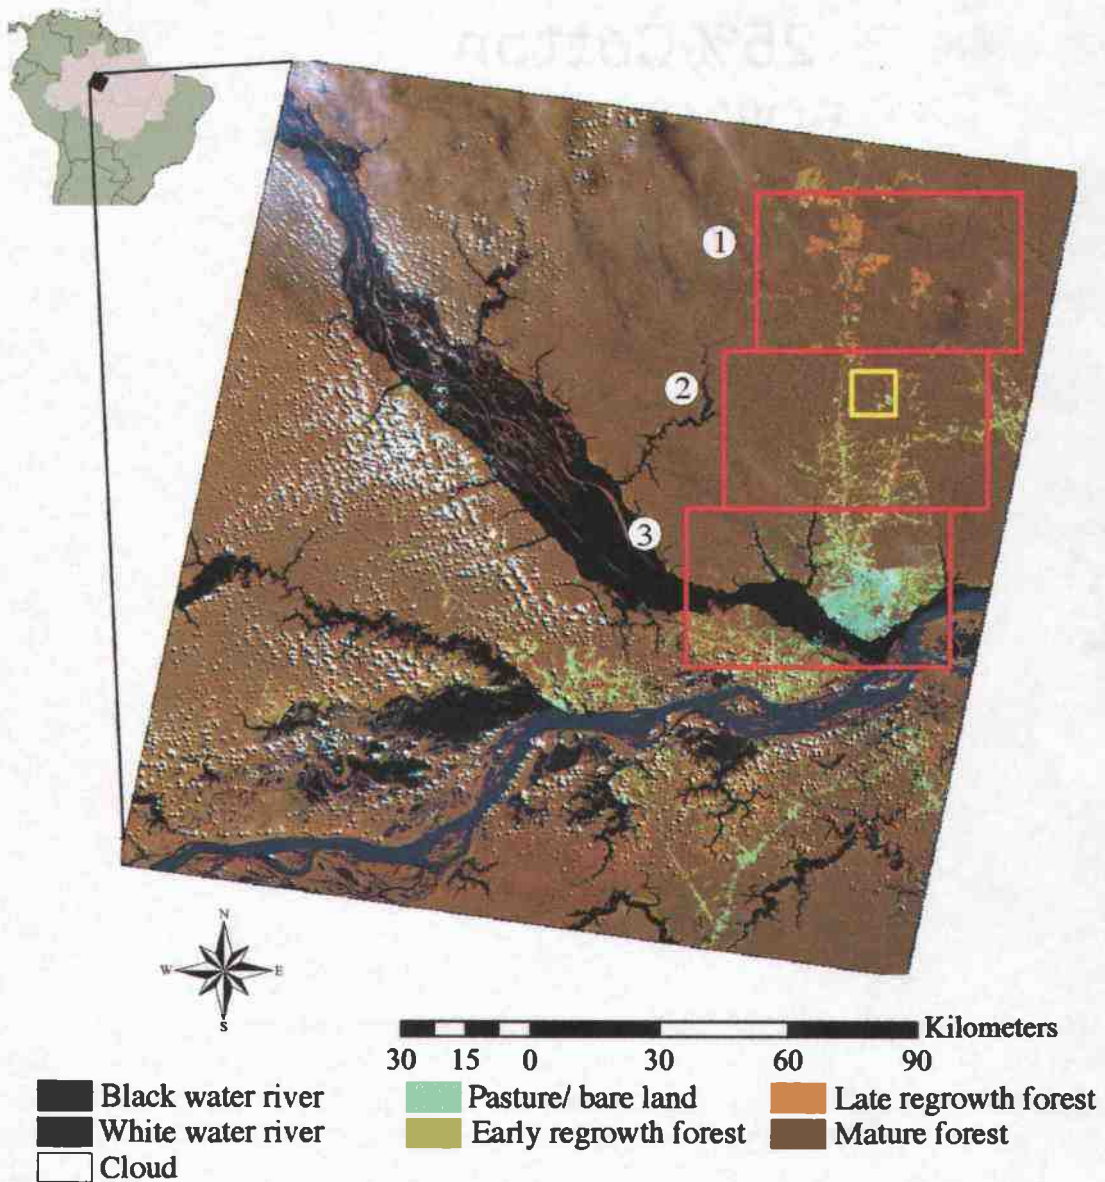 1
2
3
N
W E
S
Kilometers
30 15 0 30 60 90
Black water river
Pasture/ bare land
Late regrowth forest
White water river
Early regrowth forest
Mature forest
Cloud